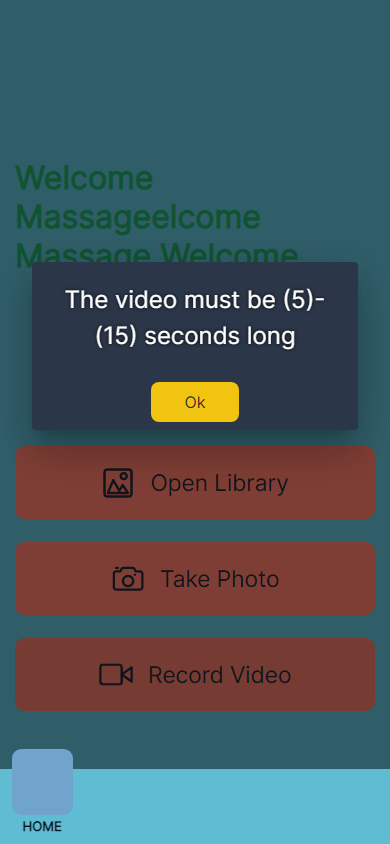 Welcome
Massageelcome
Massage Welcome
The video must be (5)-
(15) seconds long
Ok
Open Library
Take Photo
Record Video
HOME